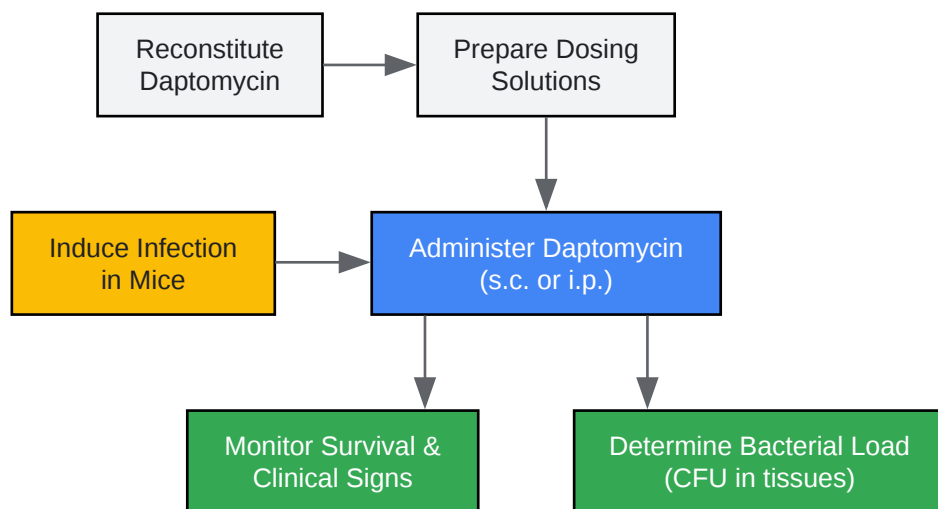 Reconstitute
Daptomycin
Prepare Dosing
Solutions
Induce Infection
in Mice
Administer Daptomycin
(s.c. or i.p.)
Monitor Survival &
Clinical Signs
Determine Bacterial Load
(CFU in tissues)